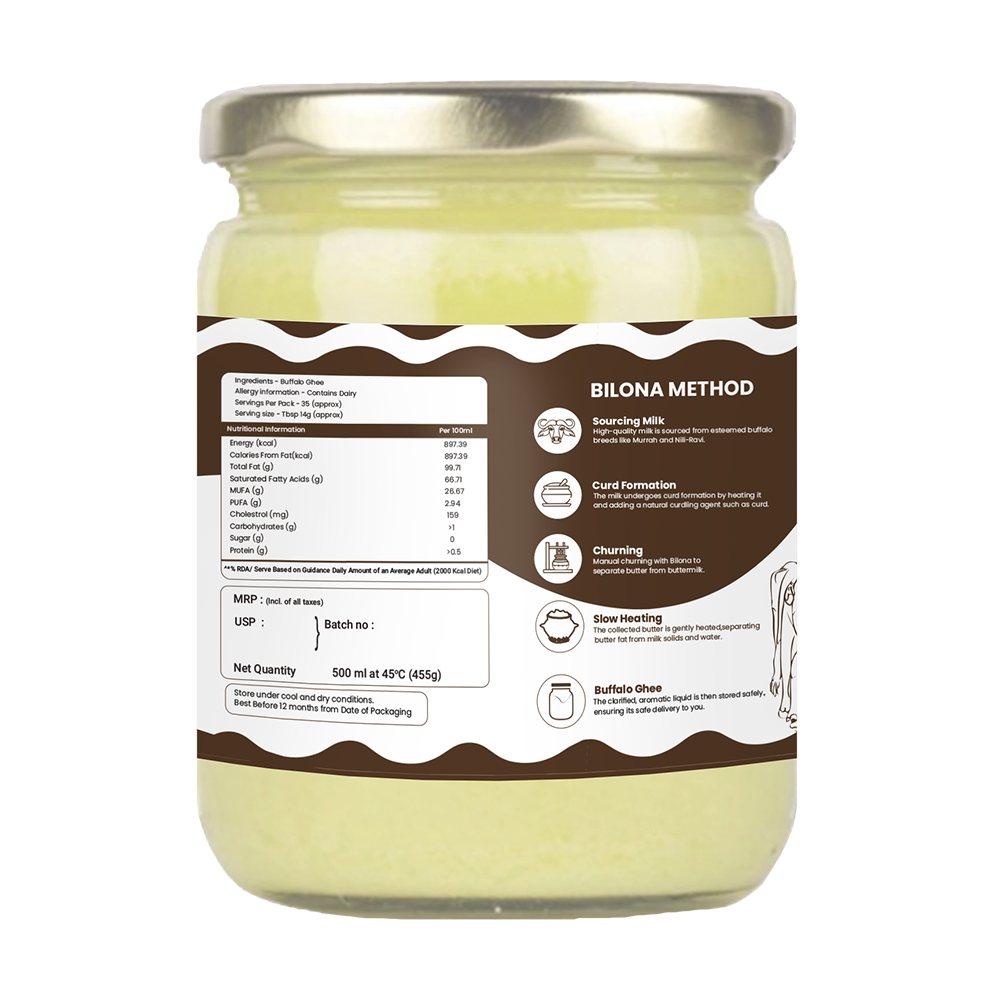 Ingredients - Buffalo Ghee
Allergy information - Contains Dairy
Servings Per Pack - 35 (approx)
Serving size - Tbsp 14g (approx)
Nutritional Information Per 100ml
Energy (kcal) 897.39
Calories From Fat(kcal) 897.39
Total Fat (g) 99.71
Saturated Fatty Acids (g) 66.71
MUFA (g) 26.67
PUFA (g) 2.94
Cholestrol (mg) 159
Carbohydrates (g) >1
Sugar (g) 0
Protein (g) >0.5
**% RDA/ Serve Based on Guidance Daily Amount of an Average Adult (2000 Kcal Diet)
MRP : (Incl. of all taxes)
USP : } Batch no :
Net Quantity 500 ml at 45°C (455g)
Store under cool and dry conditions.
Best Before 12 months from Date of Packaging
BILONA METHOD
Sourcing Milk
High-quality milk is sourced from esteemed buffalo
breeds like Murrah and Nili-Ravi.
Curd Formation
The milk undergoes curd formation by heating it
and adding a natural curdling agent such as curd.
Churning
Manual churning with Bilona to
separate butter from buttermilk.
Slow Heating
The collected butter is gently heated,separating
butter fat from milk solids and water.
Buffalo Ghee
The clarified, aromatic liquid is then stored safely,
ensuring its safe delivery to you.